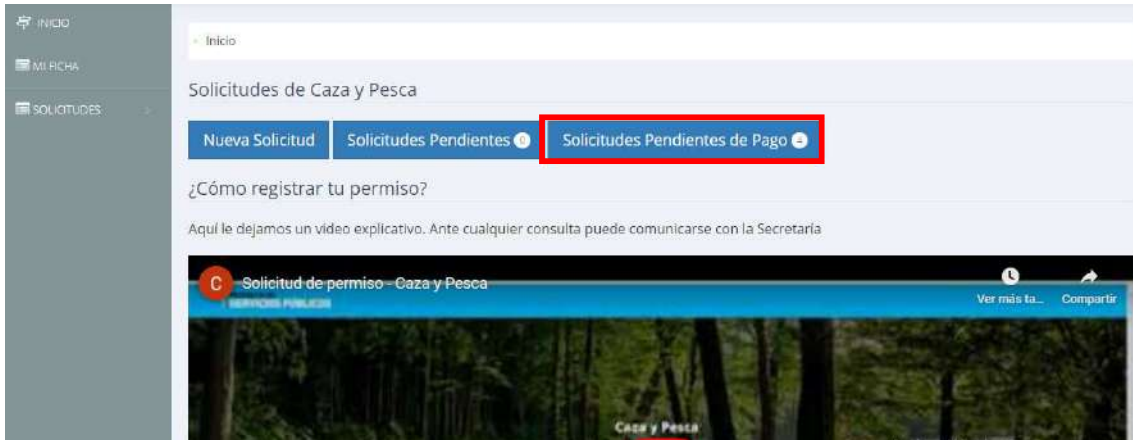 INICIO
Inicio
MI FICHA
Solicitudes de Caza y Pesca
SOLICITUDES
Nueva Solicitud Solicitudes Pendientes 0 Solicitudes Pendientes de Pago
¿Cómo registrar tu permiso?
Aquí le dejamos un video explicativo. Ante cualquier consulta puede comunicarse con la Secretaría
C Solicitud de permiso - Caza y Pesca
SERVICIOS PÚBLICOS
Ver más ta... Compartir
Caza y Pesca